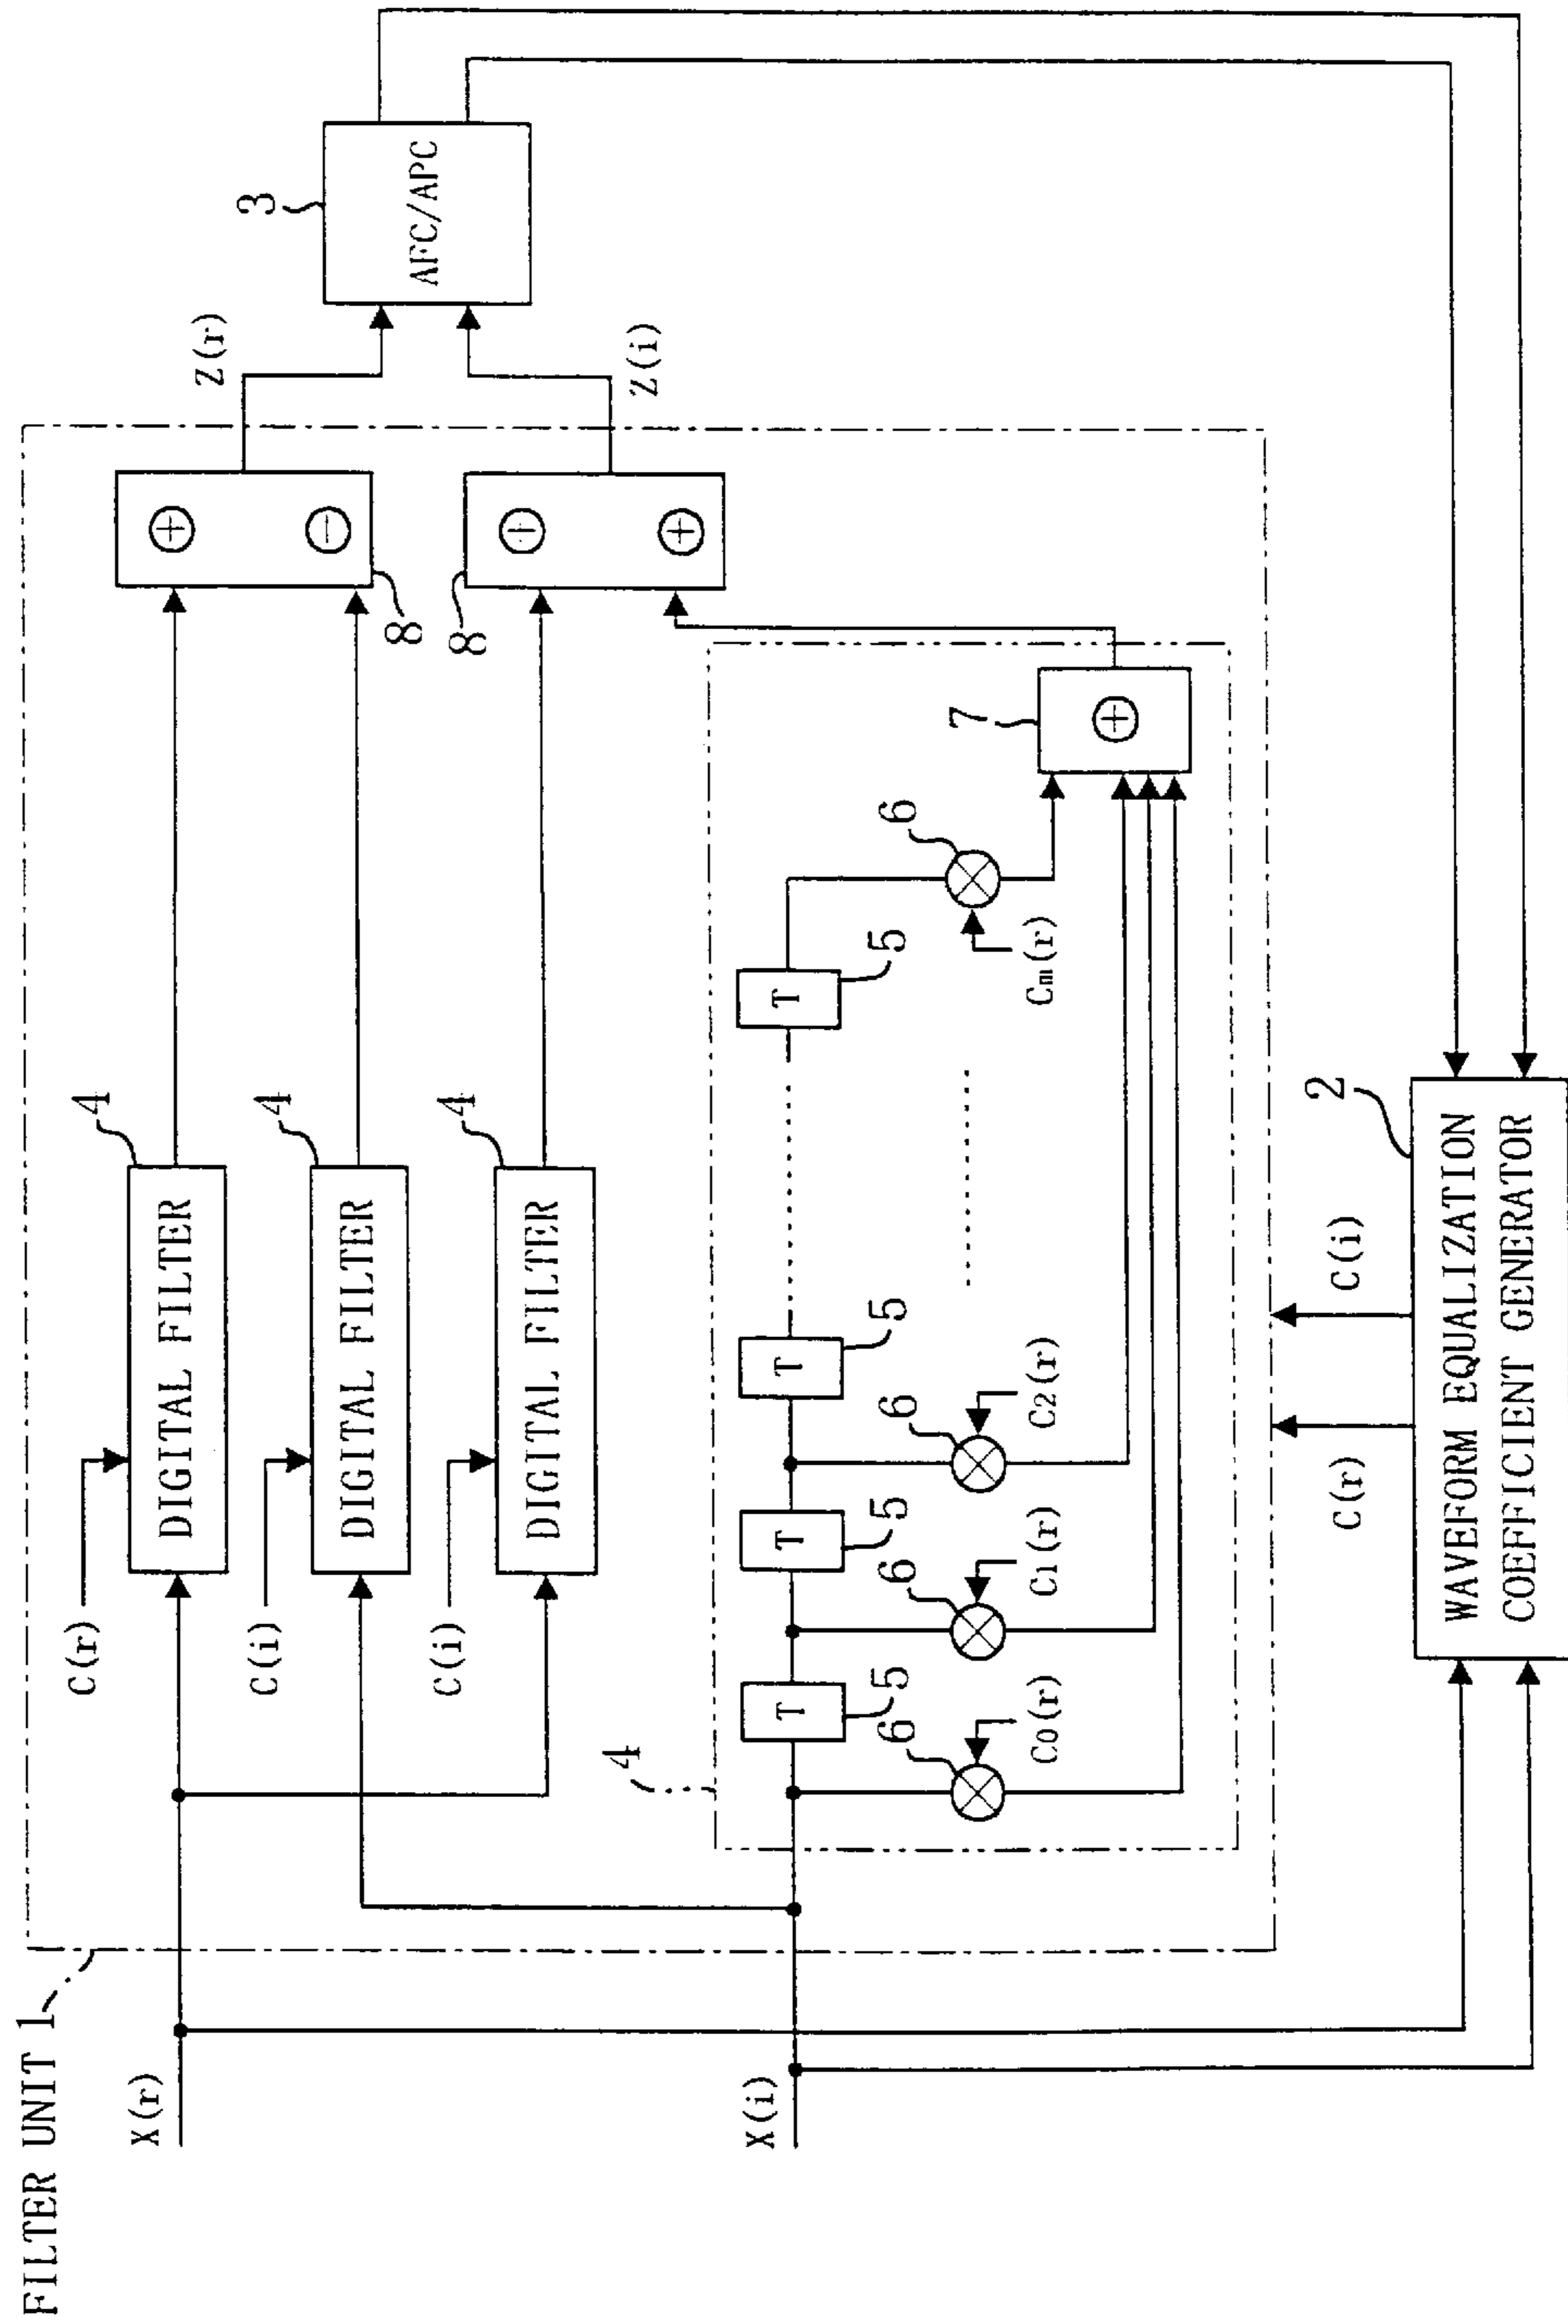 FILTER UNIT 1
X(r)
X(i)
C(r)
C(i)
C(i)
DIGITAL FILTER
4
DIGITAL FILTER
4
DIGITAL FILTER
4
4
T
5
T
5
T
5
T
5
6
C0(r)
6
C1(r)
6
C2(r)
6
Cm(r)
7
+
8
+
−
8
+
+
Z(r)
Z(i)
3
AFC/APC
C(r)
C(i)
2
WAVEFORM EQUALIZATION
COEFFICIENT GENERATOR